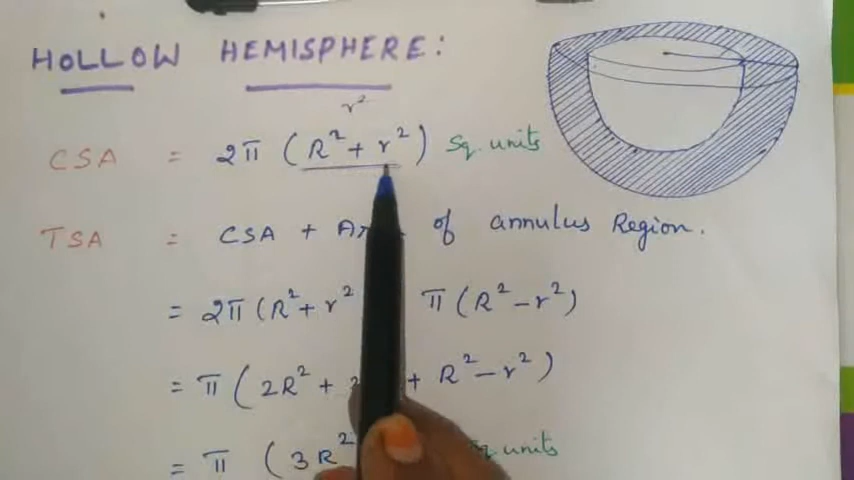 HOLLOW HEMISPHERE:
r²
CSA = 2π (R² + r²) Sq. units
TSA = CSA + of annulus Region.
= 2π (R² + r² π (R² - r²)
= π (2R² + + R² - r²)
= π (3R² units